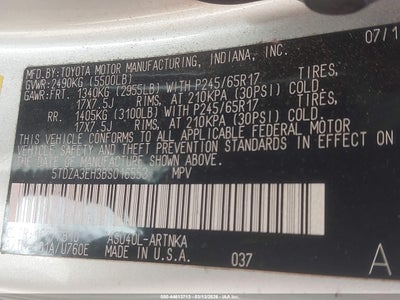 MFD. BY: TOYOTA MOTOR MANUFACTURING, INDIANA, INC. 07/1
GVWR: 2490KG (5500LB)
GAWR: FRT. 1340KG (2955LB) WITH P245/65R17 TIRES,
17X7.5J RIMS, AT 210KPA (30PSI) COLD.
RR. 1405KG (3100LB) WITH P245/65R17 TIRES,
17X7.5J RIMS, AT 210KPA (30PSI) COLD.
THIS VEHICLE CONFORMS TO ALL APPLICABLE FEDERAL MOTOR
VEHICLE SAFETY, BUMPER, AND THEFT PREVENTION STANDARDS IN
EFFECT ON THE DATE OF MANUFACTURE SHOWN ABOVE.
5TDZA3EH3BS016553 MPV
ASU40L-ARTNKA A
/U760E
MADE IN U.S.A. 037